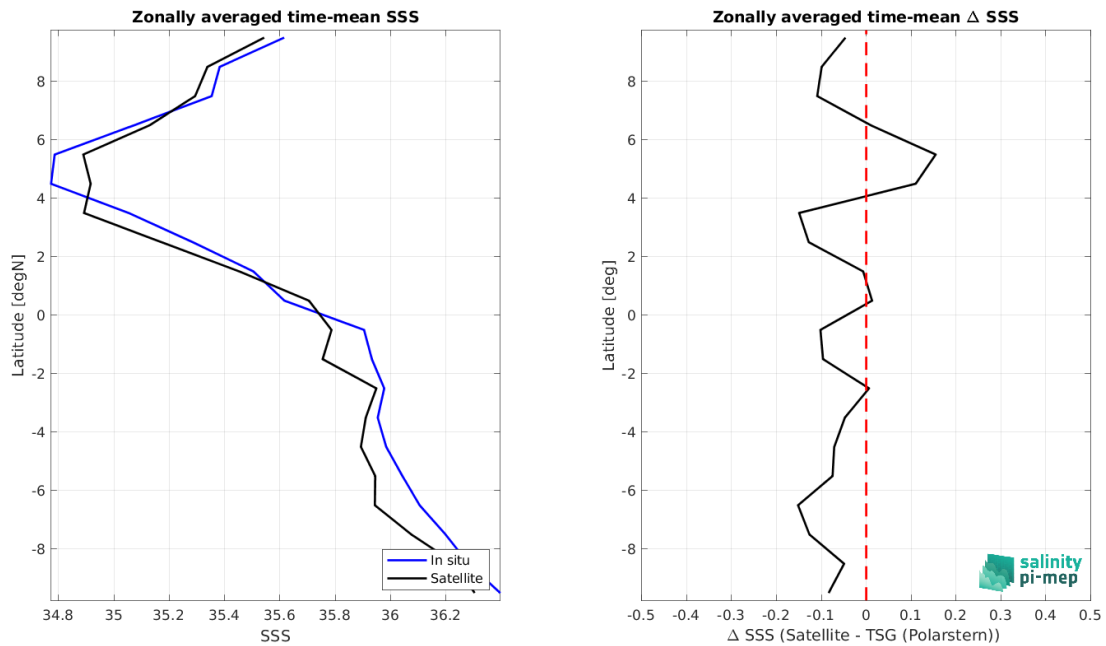 Zonally averaged time-mean SSS
8
6
4
2
0
-2
-4
-6
-8
Latitude [degN]
34.8 35 35.2 35.4 35.6 35.8 36 36.2
SSS
In situ
Satellite
Zonally averaged time-mean Δ SSS
8
6
4
2
0
-2
-4
-6
-8
Latitude [deg]
-0.5 -0.4 -0.3 -0.2 -0.1 0 0.1 0.2 0.3 0.4 0.5
Δ SSS (Satellite - TSG (Polarstern))
salinity
pi-mep